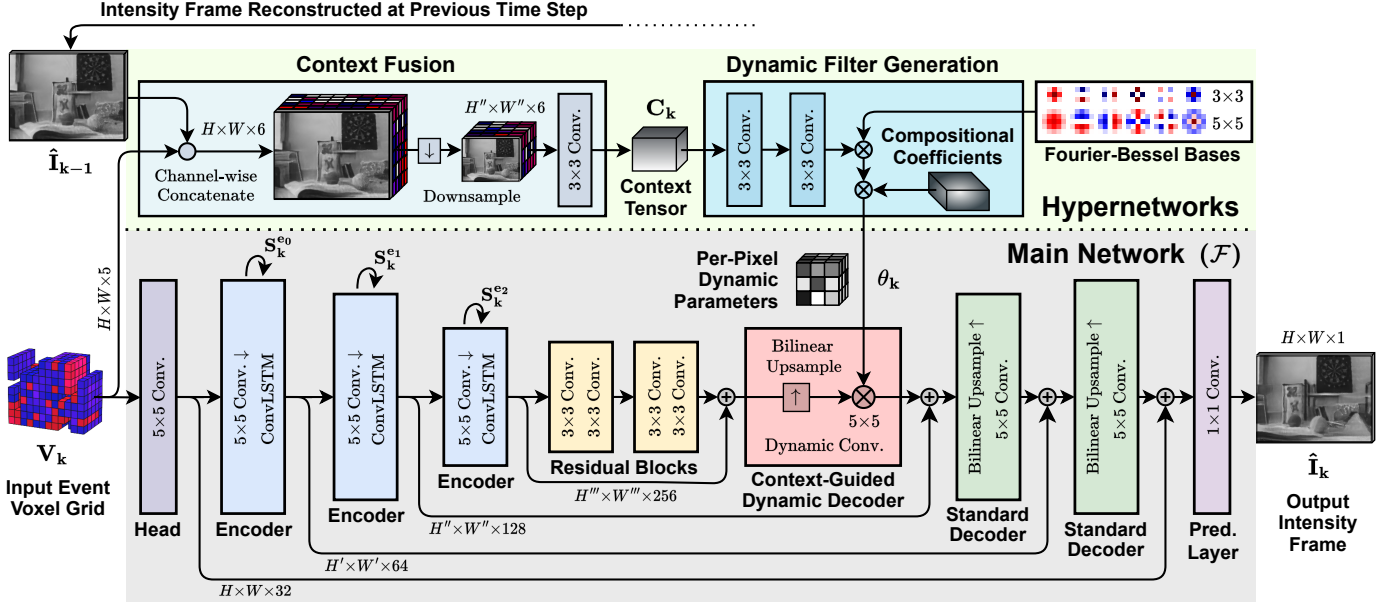 Intensity Frame Reconstructed at Previous Time Step
Context Fusion
Dynamic Filter Generation
Î_{k−1}
H×W×6
Channel-wise
Concatenate
↓
Downsample
H''×W''×6
3×3 Conv.
C_k
Context
Tensor
3×3 Conv.
3×3 Conv.
Compositional
Coefficients
3×3
5×5
Fourier-Bessel Bases
Hypernetworks
Main Network (ℱ)
H×W×5
V_k
Input Event
Voxel Grid
5×5 Conv.
Head
S_k^{e_0}
5×5 Conv. ↓
ConvLSTM
Encoder
S_k^{e_1}
5×5 Conv. ↓
ConvLSTM
Encoder
S_k^{e_2}
5×5 Conv. ↓
ConvLSTM
Encoder
3×3 Conv.
3×3 Conv.
3×3 Conv.
3×3 Conv.
Residual Blocks
Per-Pixel
Dynamic
Parameters
θ_k
Bilinear
Upsample
↑
5×5
Dynamic Conv.
Context-Guided
Dynamic Decoder
Bilinear Upsample ↑
5×5 Conv.
Standard
Decoder
Bilinear Upsample ↑
5×5 Conv.
Standard
Decoder
1×1 Conv.
Pred.
Layer
H×W×1
Î_k
Output
Intensity
Frame
H'''×W'''×256
H''×W''×128
H'×W'×64
H×W×32